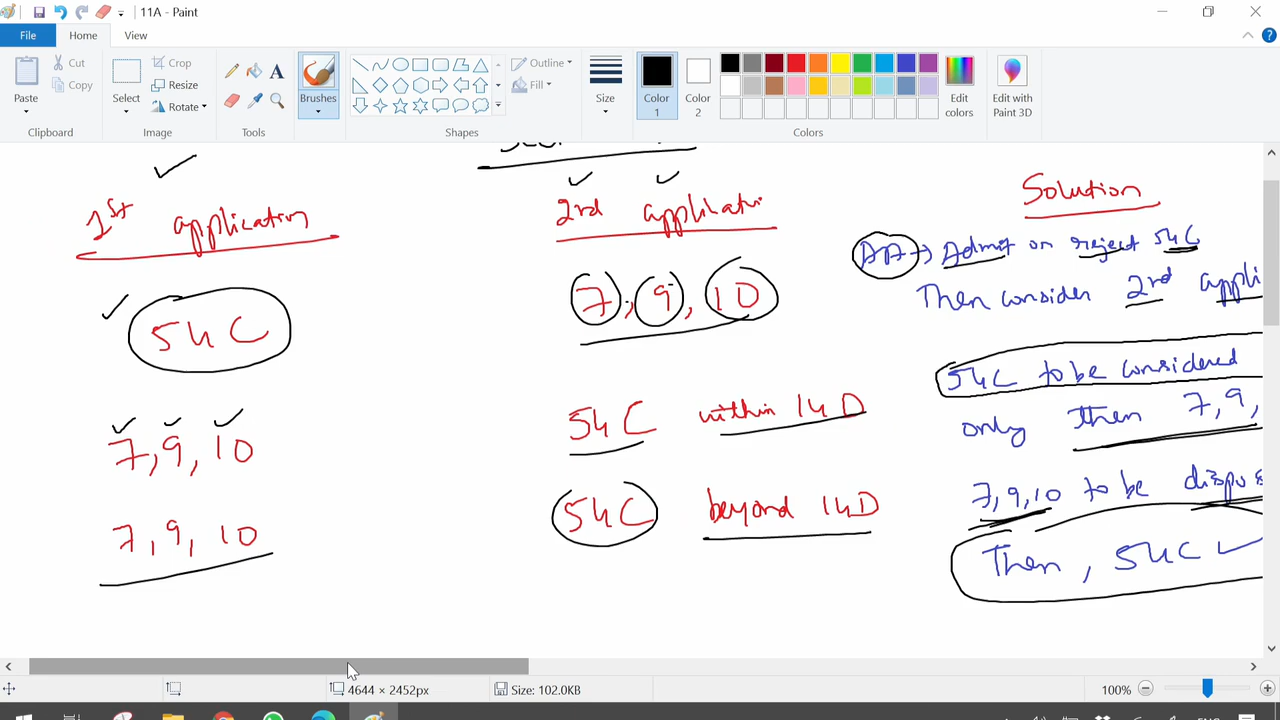 11A - Paint
File
Home
View
Paste
Cut
Copy
Clipboard
Select
Crop
Resize
Rotate
Image
Tools
Brushes
Outline
Fill
Shapes
Size
Color 1
Color 2
Colors
Edit colors
Edit with Paint 3D
1st application
54C
7, 9, 10
7, 9, 10
2nd
7, 9, 10
54C within 14D
54C beyond 14D
Solution
AA → Admit or reject 54C
Then consider 2nd
54C to be considered
only then 7, 9,
7, 9, 10 to be
Then, 54C ✓
4644 × 2452px
Size: 102.0KB
100%